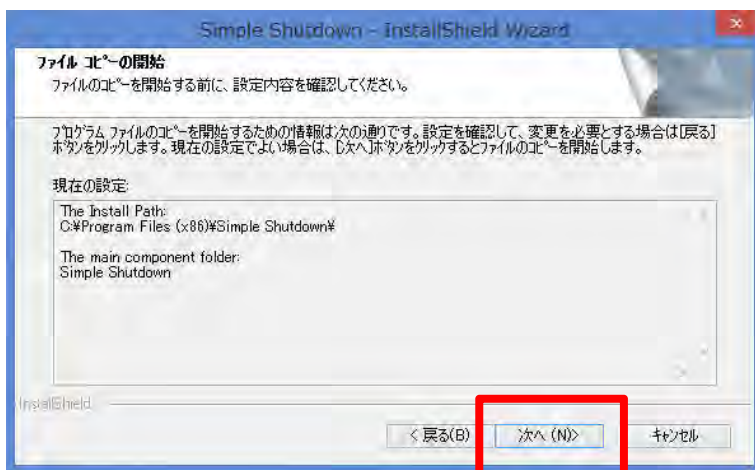 Simple Shutdown - InstallShield Wizard
ファイル コピーの開始
ファイルのコピーを開始する前に、設定内容を確認してください。
プログラム ファイルのコピーを開始するための情報は次の通りです。設定を確認して、変更を必要とする場合は[戻る]
ボタンをクリックします。現在の設定でよい場合は、[次へ]ボタンをクリックするとファイルのコピーを開始します。
現在の設定:
The Install Path:
C:¥Program Files (x86)¥Simple Shutdown¥
The main component folder:
Simple Shutdown
InstallShield
< 戻る(B)
次へ (N)>
キャンセル